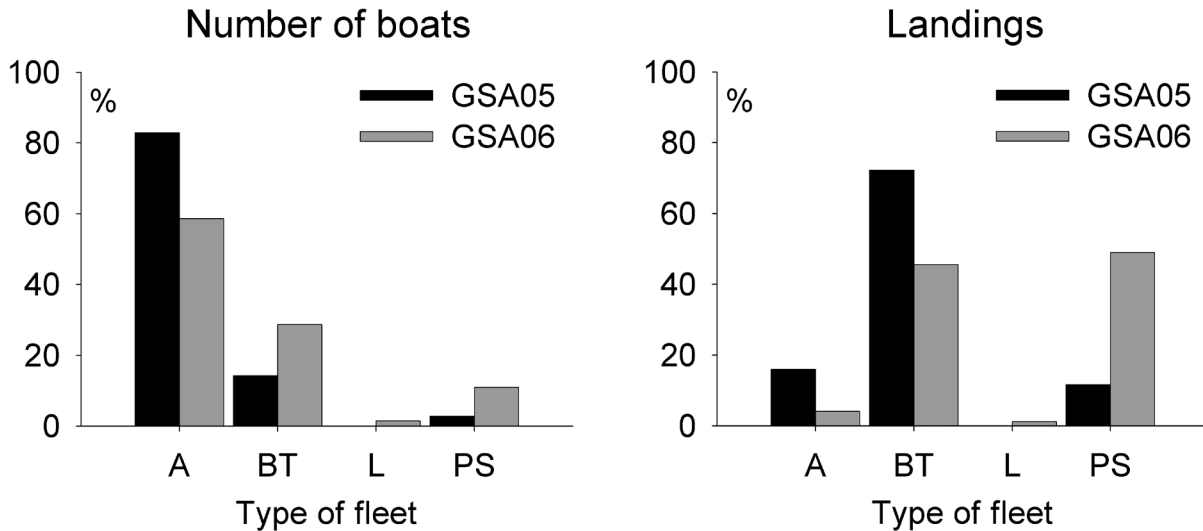 Number of boats
100
80
60
40
20
0
%
GSA05
GSA06
A BT L PS
Type of fleet
Landings
100
80
60
40
20
0
%
GSA05
GSA06
A BT L PS
Type of fleet